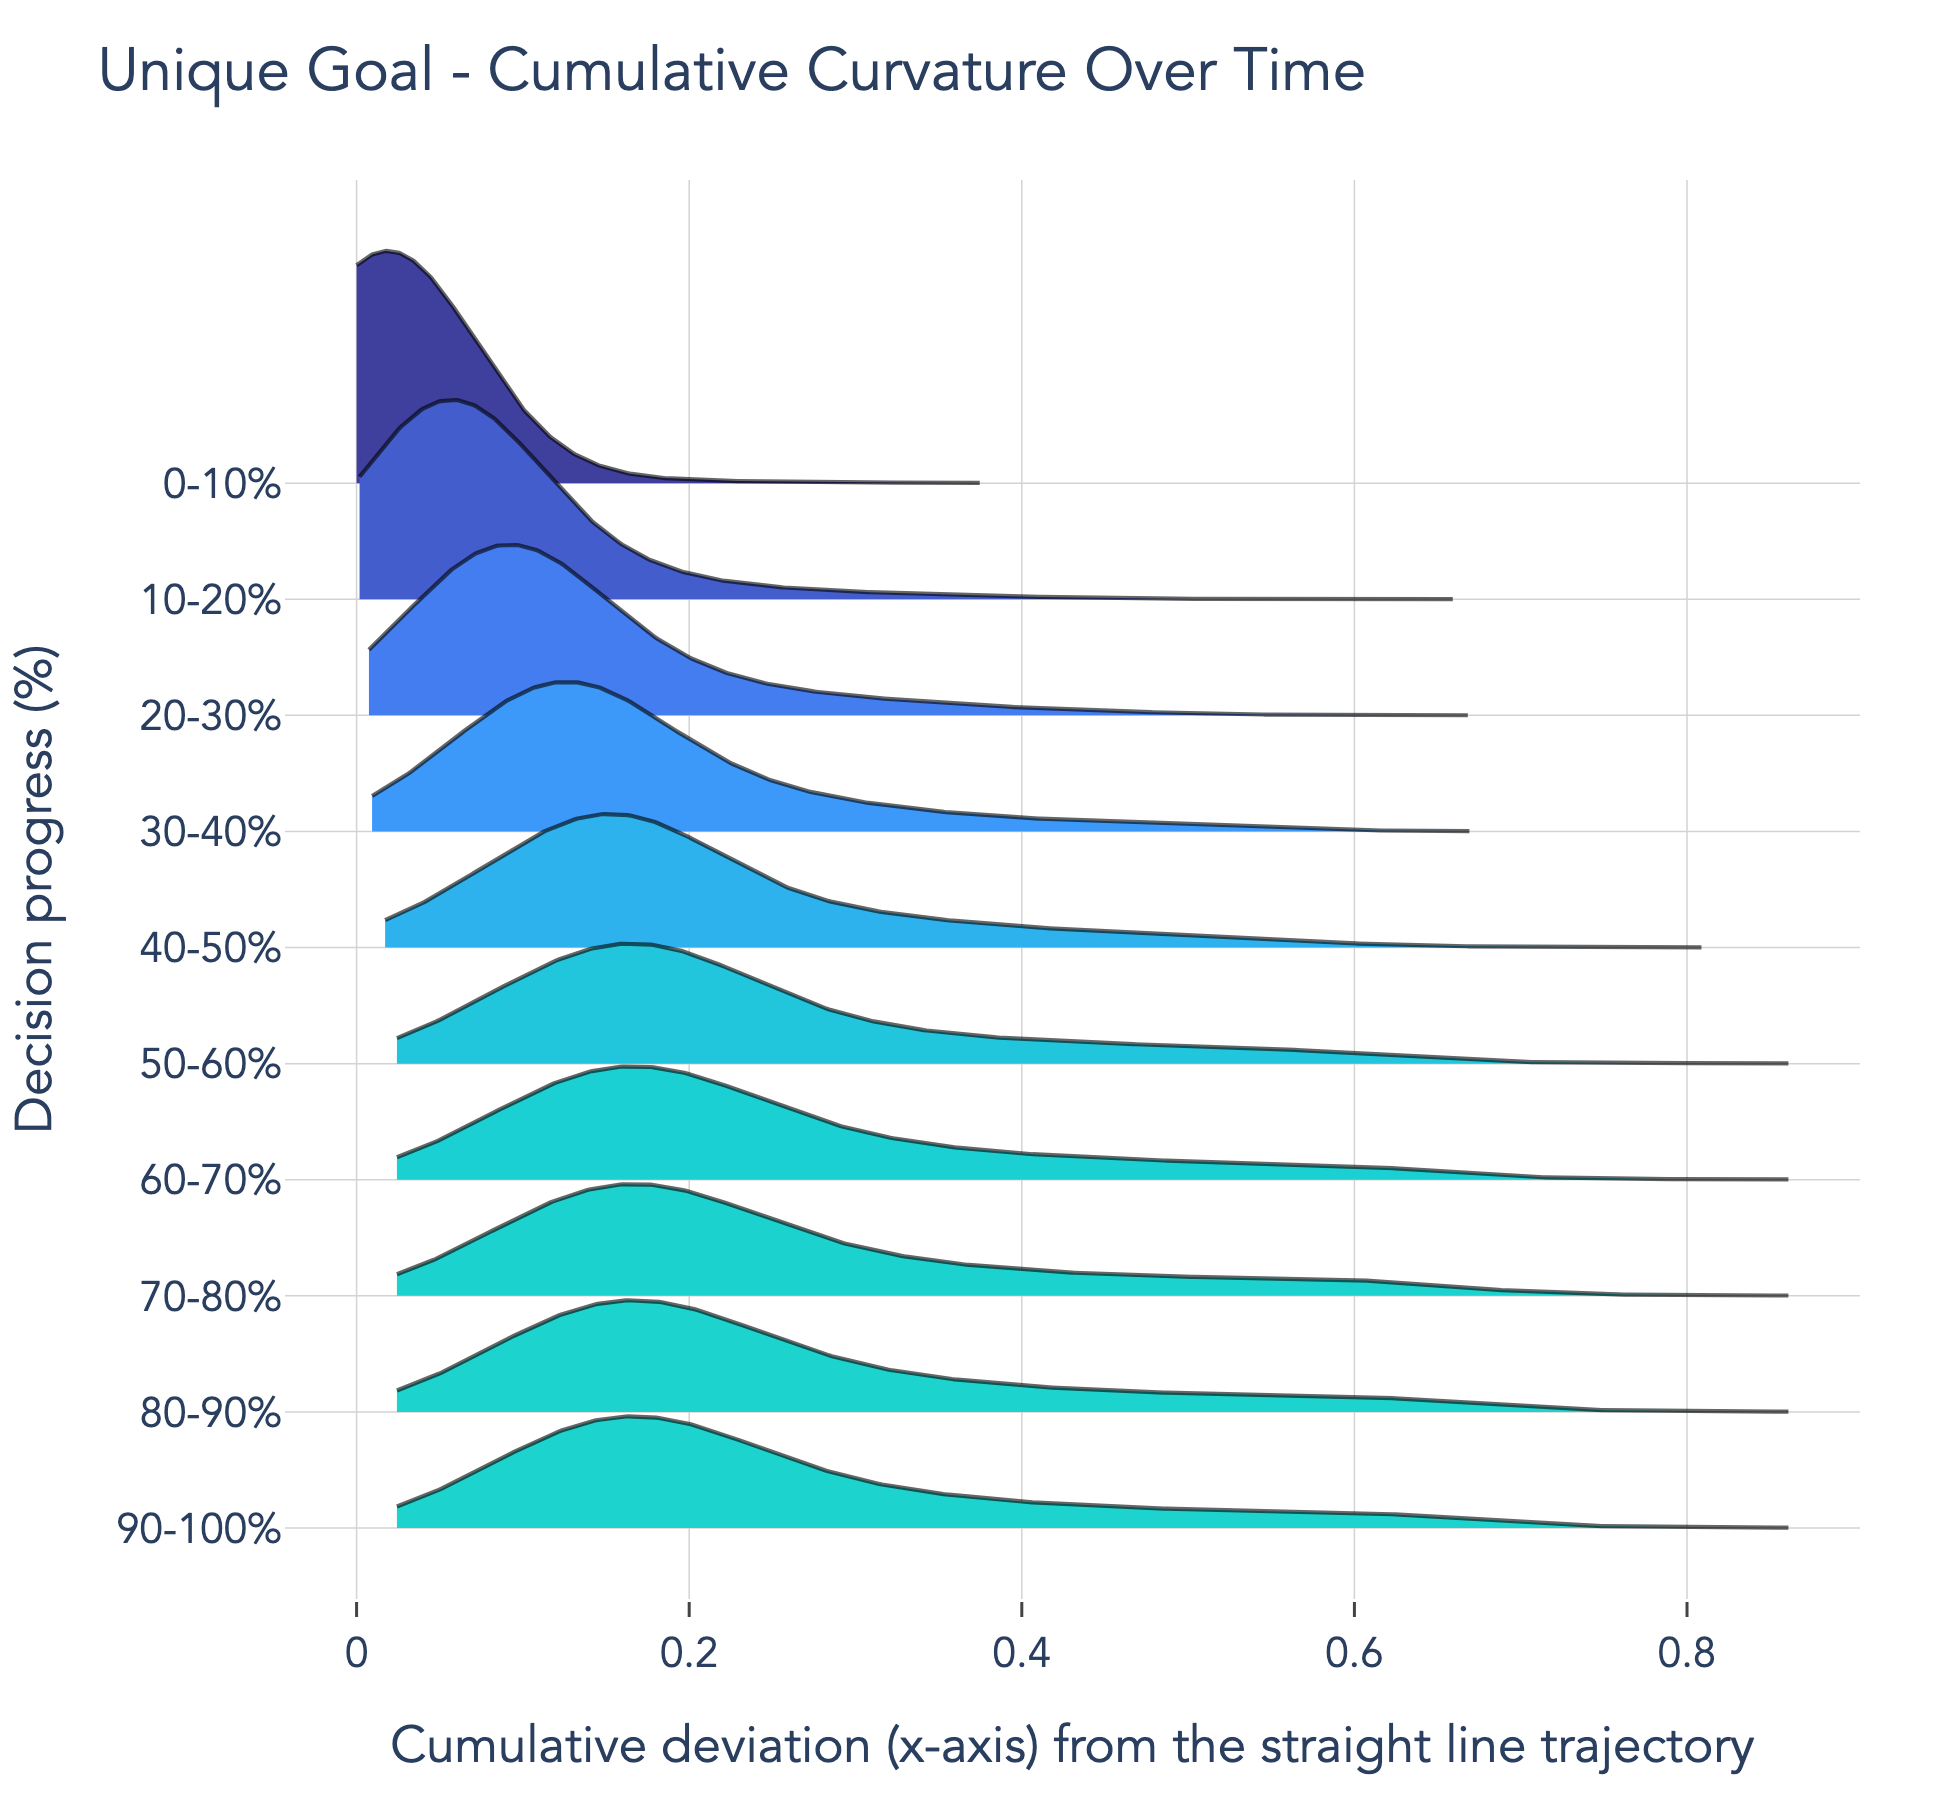 Unique Goal - Cumulative Curvature Over Time
Decision progress (%)
0-10%
10-20%
20-30%
30-40%
40-50%
50-60%
60-70%
70-80%
80-90%
90-100%
0 0.2 0.4 0.6 0.8
Cumulative deviation (x-axis) from the straight line trajectory